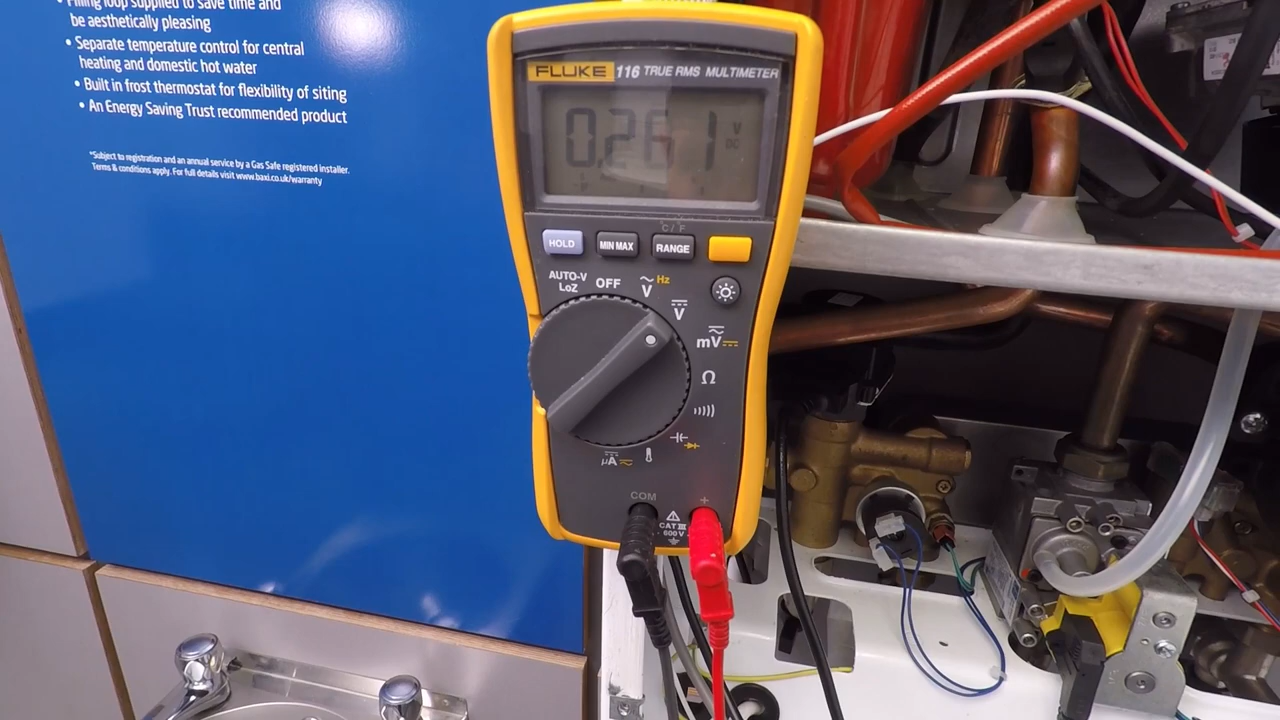 • Filling loop supplied to save time and
be aesthetically pleasing
• Separate temperature control for central
heating and domestic hot water
• Built in frost thermostat for flexibility of siting
• An Energy Saving Trust recommended product
*Subject to registration and an annual service by a Gas Safe registered installer.
Terms & conditions apply. For full details visit www.baxi.co.uk/warranty
FLUKE 116 TRUE RMS MULTIMETER
0.261 V
DC
C / F
HOLD MIN MAX RANGE
AUTO-V
LoZ
OFF
V Hz
V
mV
Ω
μA
COM +
CAT III
600 V